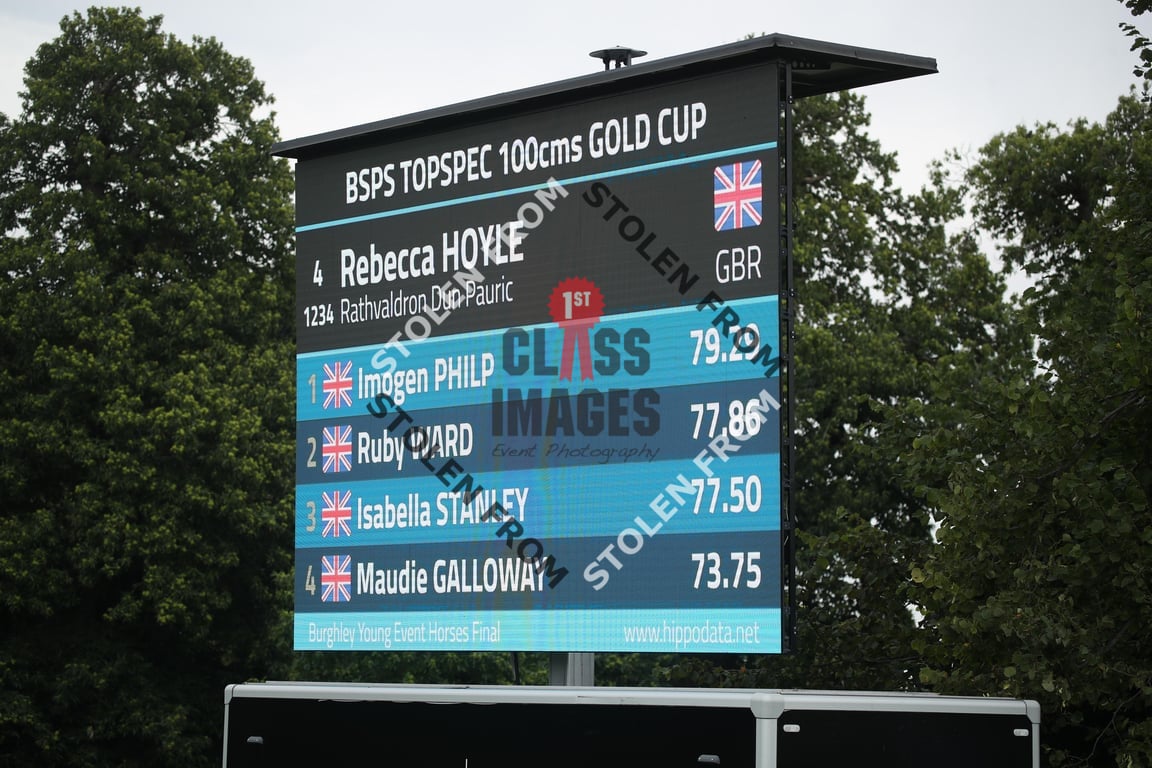 BSPS TOPSPEC 100cms GOLD CUP
4 Rebecca HOYLE
GBR
1234 Rathvaldron Dun Pauric
1 Imogen PHILP 79.29
2 Ruby WARD 77.86
3 Isabella STANLEY 77.50
4 Maudie GALLOWAY 73.75
Burghley Young Event Horses Final www.hippodata.net
1ST
CLASS
IMAGES
Event Photography
STOLEN FROM
STOLEN FROM
STOLEN FROM
STOLEN FROM